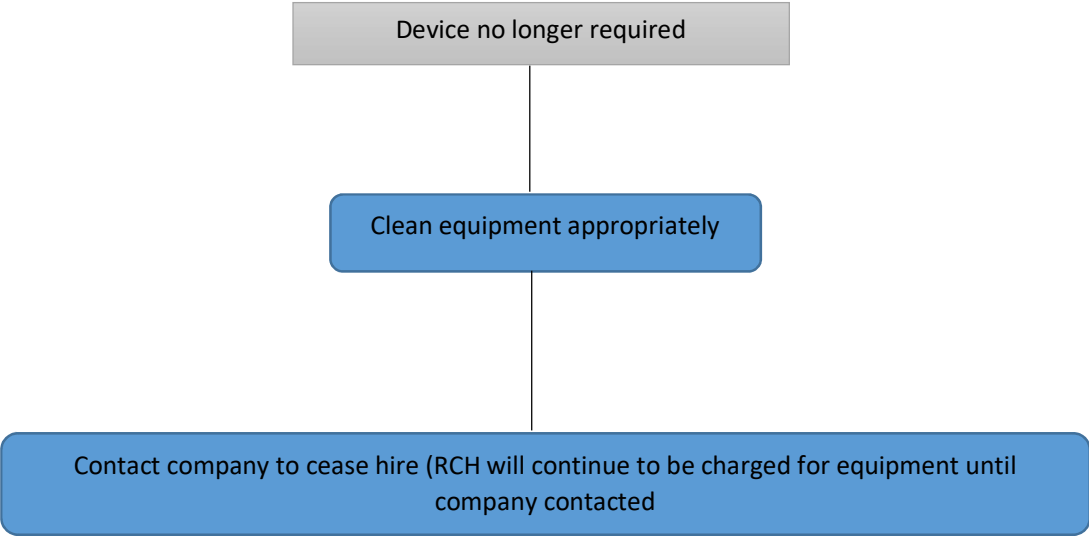 Device no longer required
Clean equipment appropriately
Contact company to cease hire (RCH will continue to be charged for equipment until
company contacted